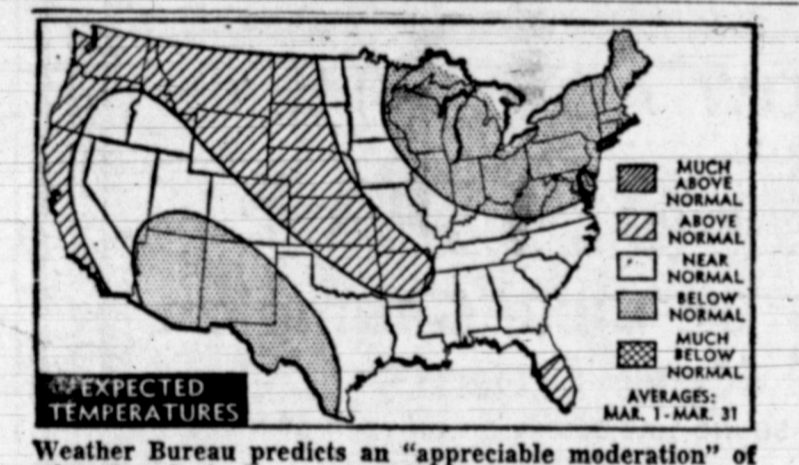 MUCH
ABOVE
NORMAL
ABOVE
NORMAL
NEAR
NORMAL
BELOW
NORMAL
MUCH
BELOW
NORMAL
AVERAGES:
MAR. 1 - MAR. 31
EXPECTED
TEMPERATURES
Weather Bureau predicts an “appreciable moderation” of